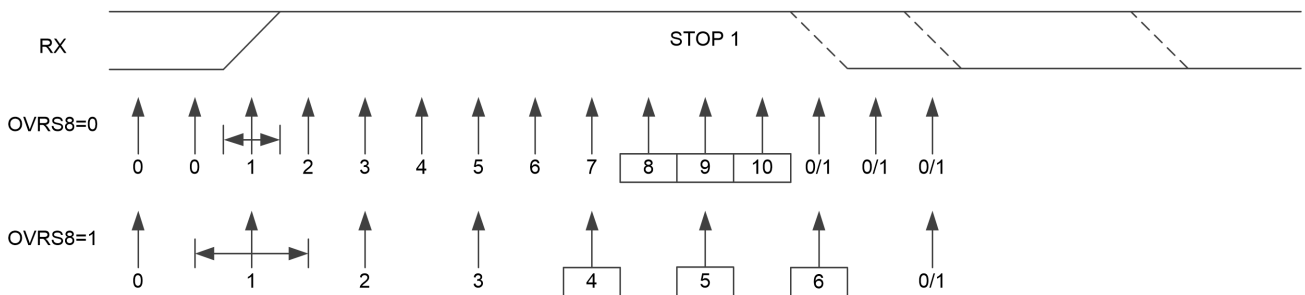 RX
STOP 1
OVRS8=0
0 0 1 2 3 4 5 6 7 8 9 10 0/1 0/1 0/1
OVRS8=1
0 1 2 3 4 5 6 0/1